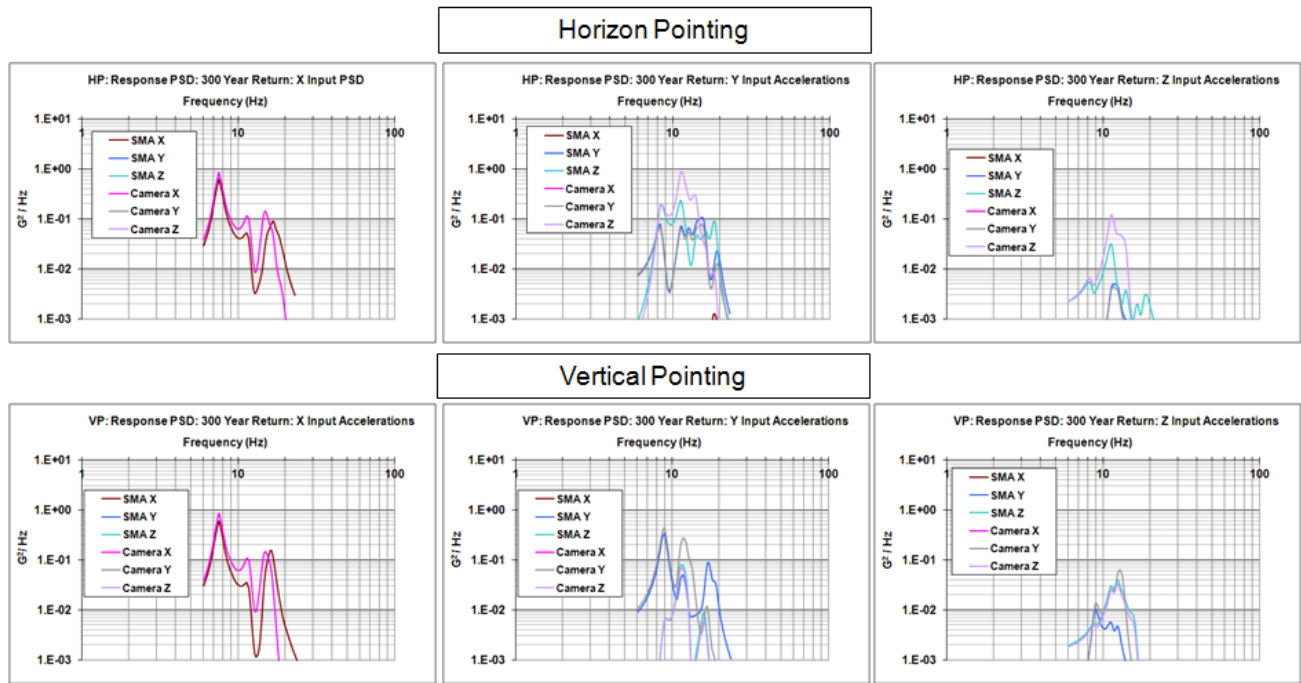 Horizon Pointing
HP: Response PSD: 300 Year Return: X Input PSD
Frequency (Hz)
1 10 100
1.E+01
1.E+00
1.E-01
1.E-02
1.E-03
G² / Hz
SMA X
SMA Y
SMA Z
Camera X
Camera Y
Camera Z
HP: Response PSD: 300 Year Return: Y Input Accelerations
Frequency (Hz)
1 10 100
1.E+01
1.E+00
1.E-01
1.E-02
1.E-03
G² / Hz
SMA X
SMA Y
SMA Z
Camera X
Camera Y
Camera Z
HP: Response PSD: 300 Year Return: Z Input Accelerations
Frequency (Hz)
1 10 100
1.E+01
1.E+00
1.E-01
1.E-02
1.E-03
G² / Hz
SMA X
SMA Y
SMA Z
Camera X
Camera Y
Camera Z
Vertical Pointing
VP: Response PSD: 300 Year Return: X Input Accelerations
Frequency (Hz)
1 10 100
1.E+01
1.E+00
1.E-01
1.E-02
1.E-03
G²/ Hz
SMA X
SMA Y
SMA Z
Camera X
Camera Y
Camera Z
VP: Response PSD: 300 Year Return: Y Input Accelerations
Frequency (Hz)
1 10 100
1.E+01
1.E+00
1.E-01
1.E-02
1.E-03
G² / Hz
SMA X
SMA Y
SMA Z
Camera X
Camera Y
Camera Z
VP: Response PSD: 300 Year Return: Z Input Accelerations
Frequency (Hz)
1 10 100
1.E+01
1.E+00
1.E-01
1.E-02
1.E-03
G² / Hz
SMA X
SMA Y
SMA Z
Camera X
Camera Y
Camera Z